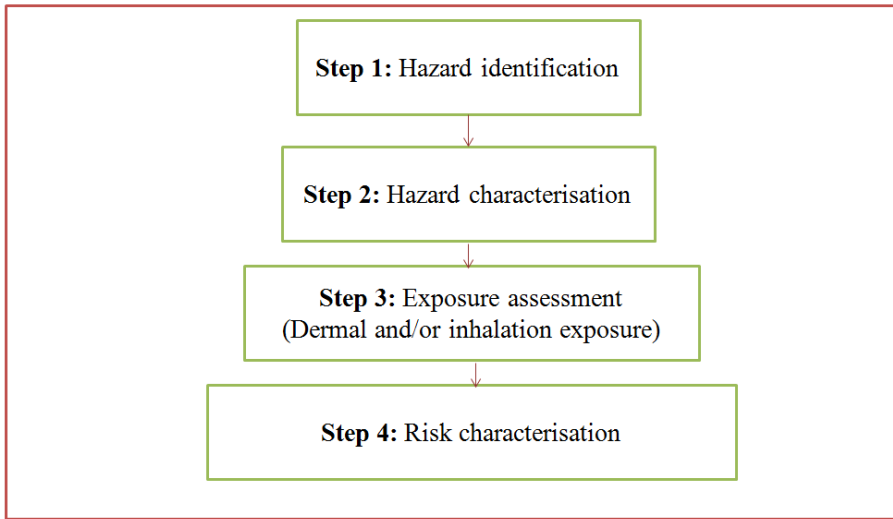 Step 1: Hazard identification
Step 2: Hazard characterisation
Step 3: Exposure assessment
(Dermal and/or inhalation exposure)
Step 4: Risk characterisation